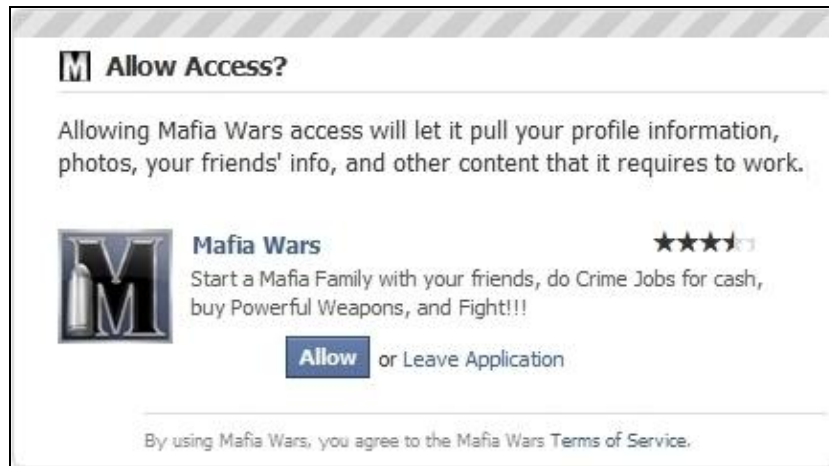 M Allow Access?
Allowing Mafia Wars access will let it pull your profile information,
photos, your friends' info, and other content that it requires to work.
M
Mafia Wars
Start a Mafia Family with your friends, do Crime Jobs for cash,
buy Powerful Weapons, and Fight!!!
Allow or Leave Application
By using Mafia Wars, you agree to the Mafia Wars Terms of Service.